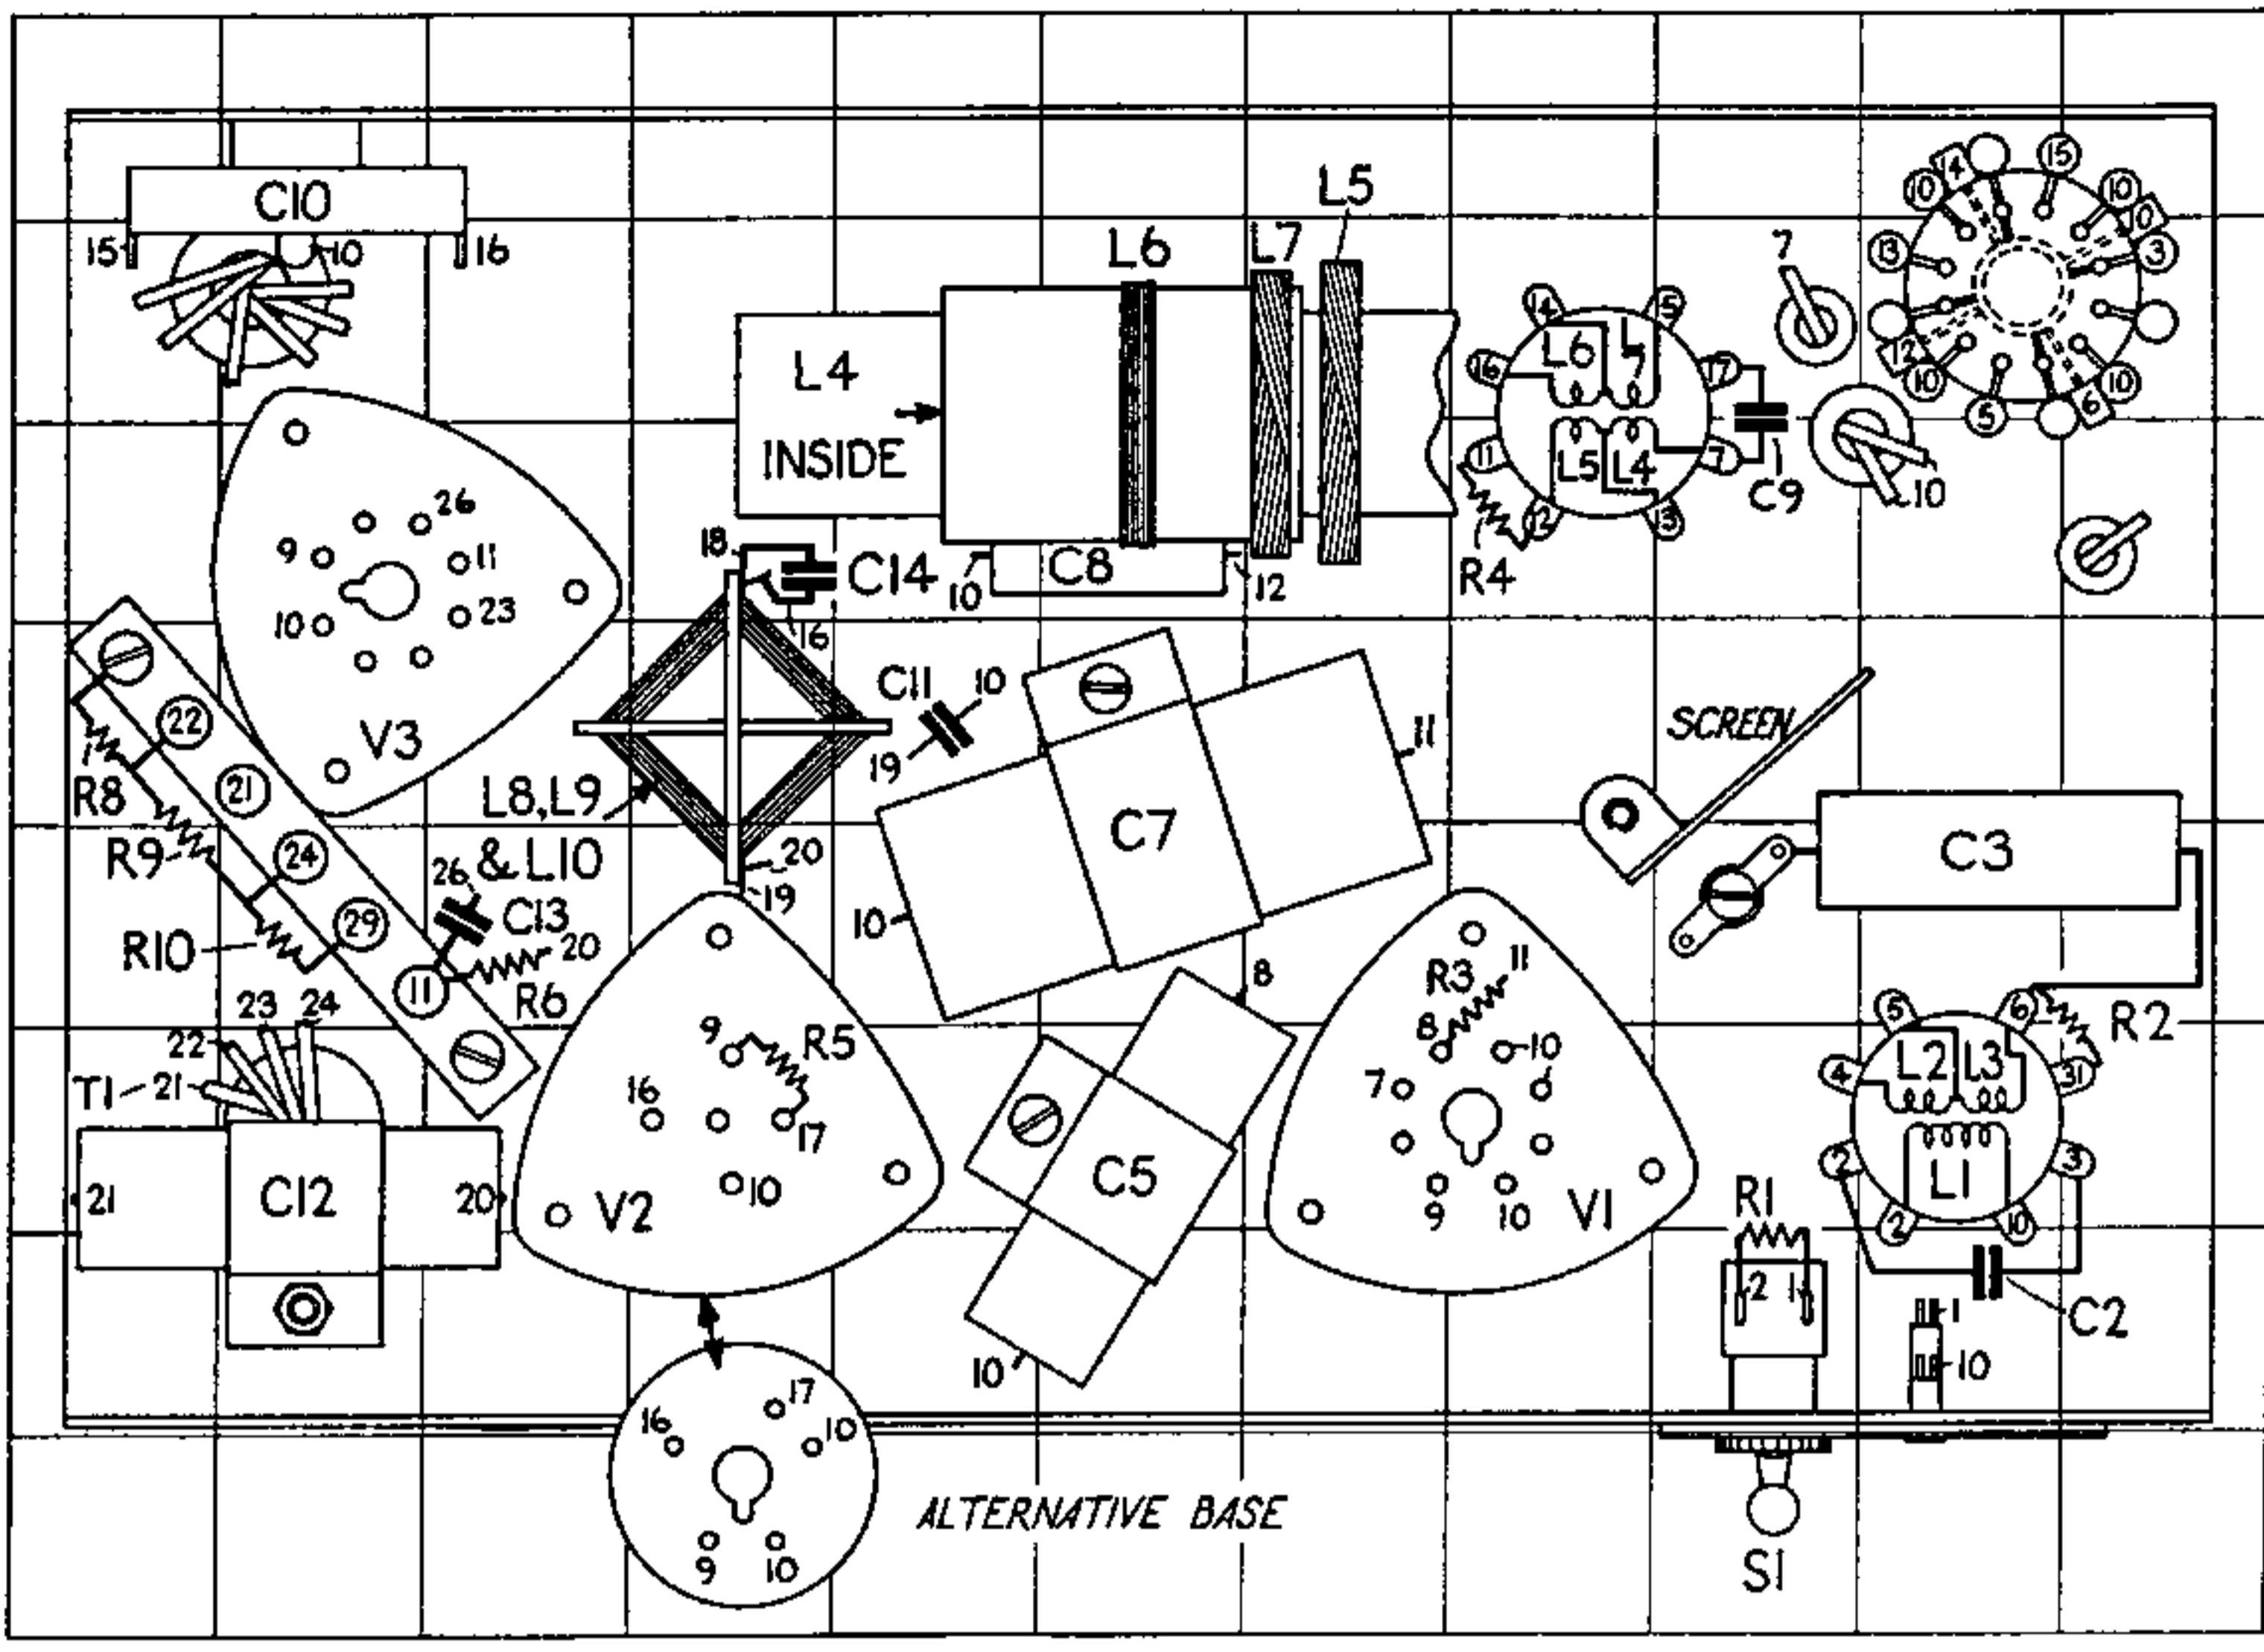 C10
15
10
16
L6
L7
L5
L4
INSIDE
C8
10
12
14
5
16
17
L6
L7
L5
L4
11
7
12
13
R4
C9
7
10
14
15
10
10
10
13
3
12
10
10
5
6
26
9
11
10
23
V3
18
C14
16
L8,L9
& L10
20
19
C11
10
19
C7
11
10
SCREEN
C3
22
21
24
29
11
R8
R9
R10
26
C13
20
R6
24
23
22
T1
21
21
C12
20
9
R5
16
17
10
V2
8
C5
10
R3
11
8
10
7
9
10
V1
5
6
R2
4
31
L2
L3
2
3
L1
2
10
C2
R1
2
1
1
10
S1
17
16
10
9
10
ALTERNATIVE BASE